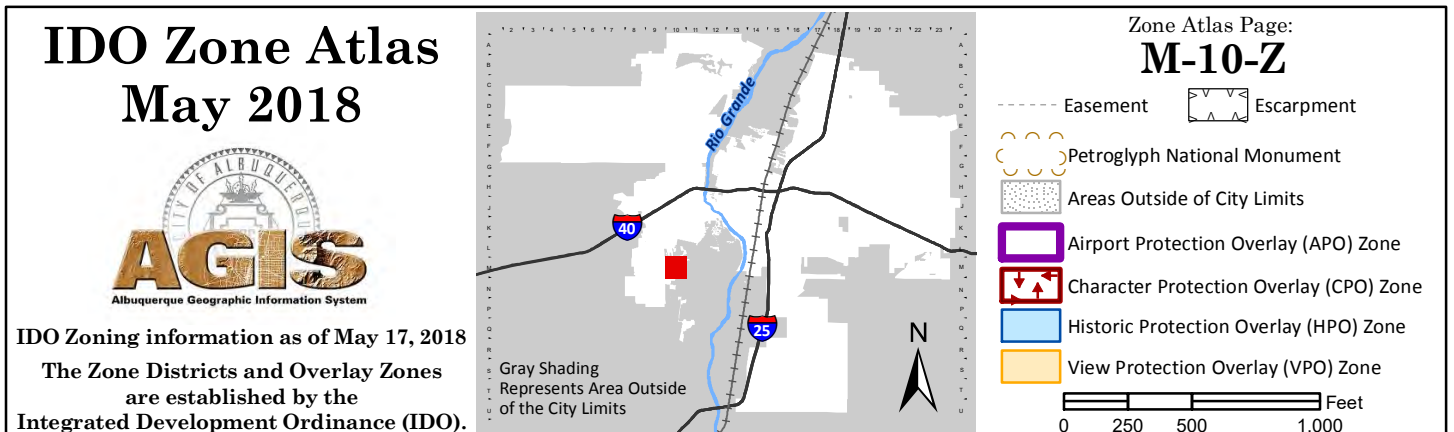 IDO Zone Atlas
May 2018
CITY OF ALBUQUERQUE
AGIS
Albuquerque Geographic Information System
IDO Zoning information as of May 17, 2018
The Zone Districts and Overlay Zones
are established by the
Integrated Development Ordinance (IDO).
Rio Grande
40
25
Gray Shading
Represents Area Outside
of the City Limits
N
Zone Atlas Page:
M-10-Z
Easement
Escarpment
Petroglyph National Monument
Areas Outside of City Limits
Airport Protection Overlay (APO) Zone
Character Protection Overlay (CPO) Zone
Historic Protection Overlay (HPO) Zone
View Protection Overlay (VPO) Zone
Feet
0 250 500 1,000